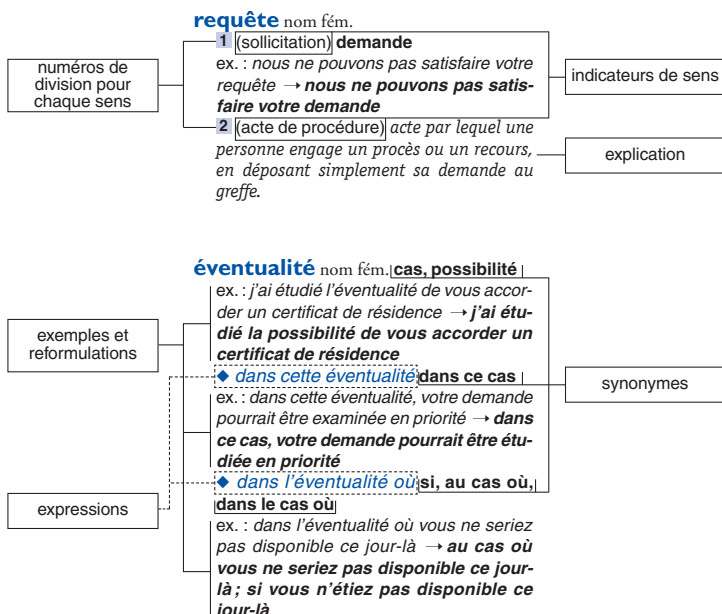 requête nom fém.
1 (sollicitation) demande
ex. : nous ne pouvons pas satisfaire votre
requête → nous ne pouvons pas satis-
faire votre demande
2 (acte de procédure) acte par lequel une
personne engage un procès ou un recours,
en déposant simplement sa demande au
greffe.
numéros de
division pour
chaque sens
indicateurs de sens
explication
éventualité nom fém. cas, possibilité
ex. : j'ai étudié l'éventualité de vous accor-
der un certificat de résidence → j'ai étu-
dié la possibilité de vous accorder un
certificat de résidence
◆ dans cette éventualité dans ce cas
ex. : dans cette éventualité, votre demande
pourrait être examinée en priorité → dans
ce cas, votre demande pourrait être étu-
diée en priorité
◆ dans l'éventualité où si, au cas où,
dans le cas où
ex. : dans l'éventualité où vous ne seriez
pas disponible ce jour-là → au cas où
vous ne seriez pas disponible ce jour-
là ; si vous n'étiez pas disponible ce
jour-là
exemples et
reformulations
synonymes
expressions